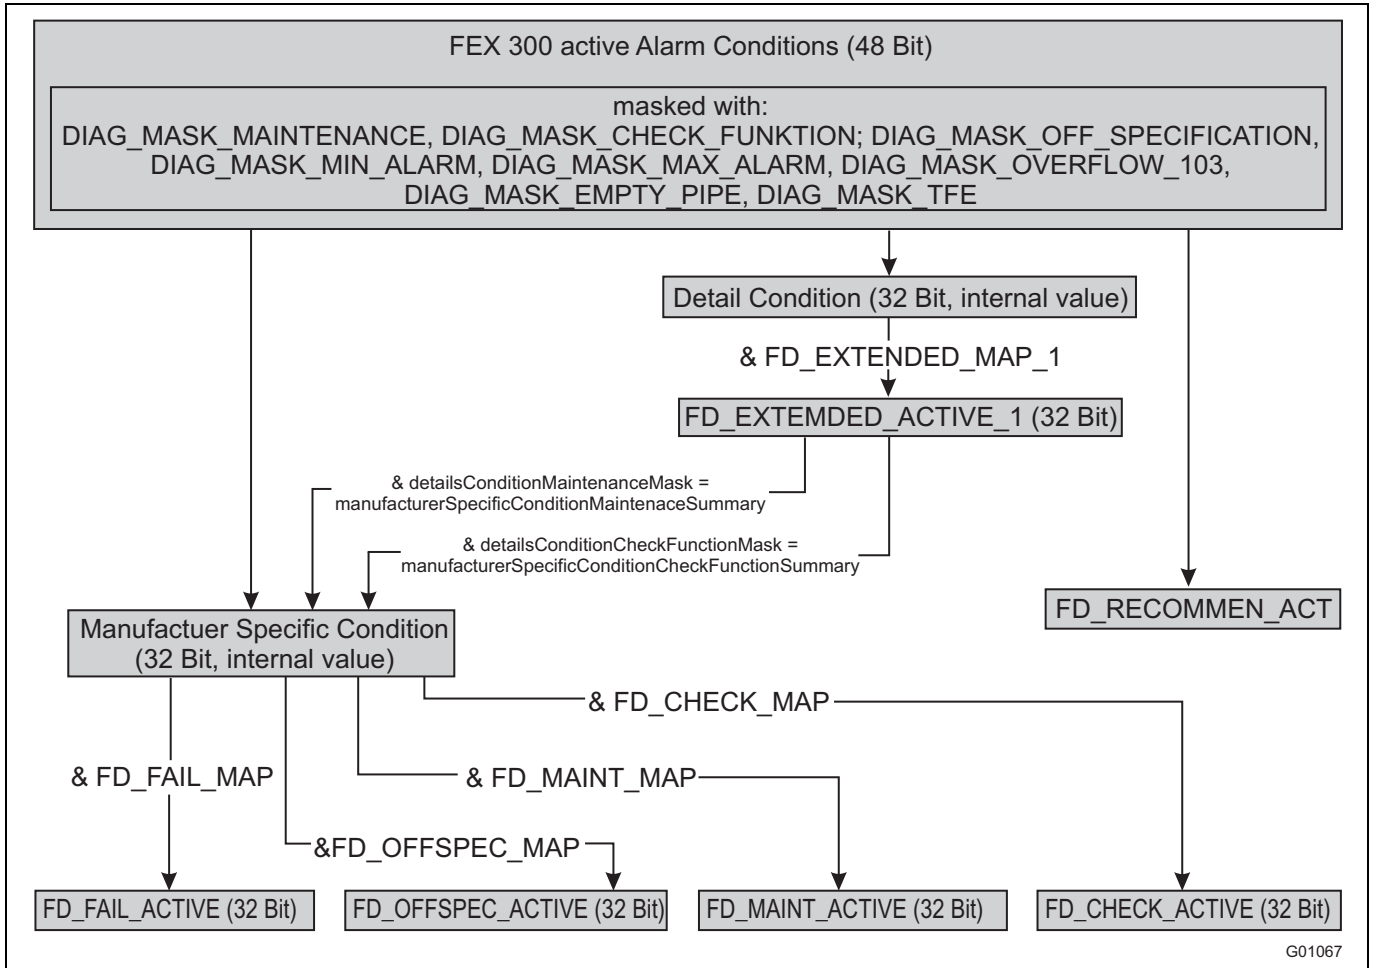 FEX 300 active Alarm Conditions (48 Bit)
masked with:
DIAG_MASK_MAINTENANCE, DIAG_MASK_CHECK_FUNKTION; DIAG_MASK_OFF_SPECIFICATION,
DIAG_MASK_MIN_ALARM, DIAG_MASK_MAX_ALARM, DIAG_MASK_OVERFLOW_103,
DIAG_MASK_EMPTY_PIPE, DIAG_MASK_TFE
Detail Condition (32 Bit, internal value)
& FD_EXTENDED_MAP_1
FD_EXTEMDED_ACTIVE_1 (32 Bit)
& detailsConditionMaintenanceMask =
manufacturerSpecificConditionMaintenaceSummary
& detailsConditionCheckFunctionMask =
manufacturerSpecificConditionCheckFunctionSummary
FD_RECOMMEN_ACT
Manufactuer Specific Condition
(32 Bit, internal value)
& FD_CHECK_MAP
& FD_FAIL_MAP
& FD_MAINT_MAP
&FD_OFFSPEC_MAP
FD_FAIL_ACTIVE (32 Bit)
FD_OFFSPEC_ACTIVE (32 Bit)
FD_MAINT_ACTIVE (32 Bit)
FD_CHECK_ACTIVE (32 Bit)
G01067